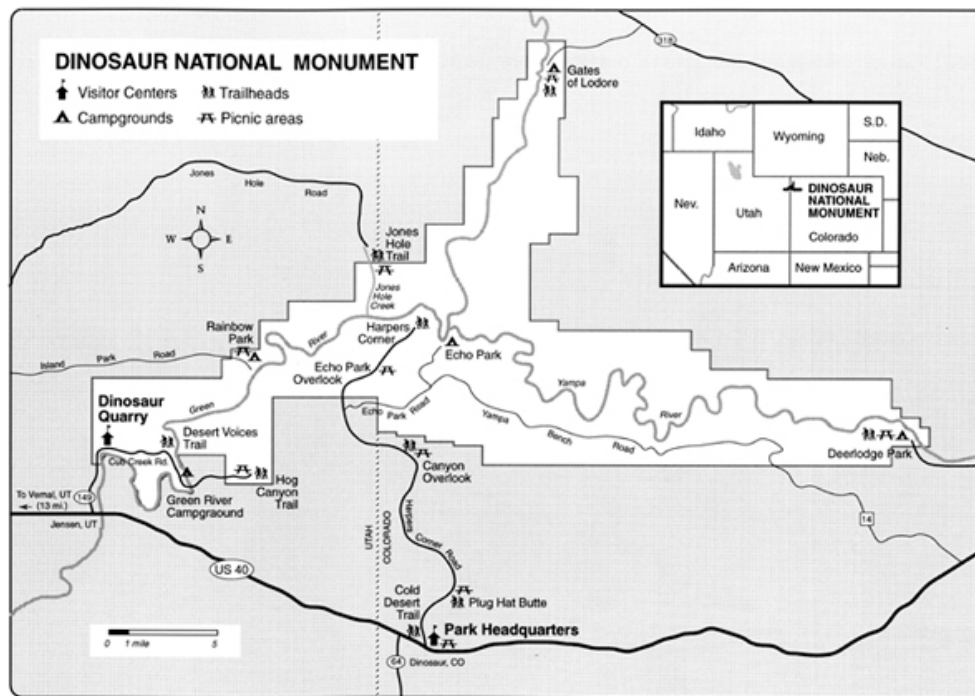 DINOSAUR NATIONAL MONUMENT
Visitor Centers
Trailheads
Campgrounds
Picnic areas
318
Gates
of Lodore
Idaho
Wyoming
S.D.
Neb.
Nev.
Utah
DINOSAUR
NATIONAL
MONUMENT
Colorado
Arizona
New Mexico
Jones Hole Road
N
W
E
S
Jones
Hole
Trail
Jones
Hole
Creek
Rainbow
Park
River
Harpers
Corner
Echo Park
Island Park Road
Echo Park
Overlook
Yampa
River
Green
Echo Park Road
Yampa Bench Road
Dinosaur
Quarry
Desert Voices
Trail
Cub Creek Rd.
Hog
Canyon
Trail
Green River
Campgraound
Canyon
Overlook
Deerlodge Park
To Vernal, UT
(13 mi.)
149
Jensen, UT
14
UTAH
COLORADO
Harpers Corner Road
US 40
Cold
Desert
Trail
Plug Hat Butte
Park Headquarters
0 1 mile 5
64
Dinosaur, CO